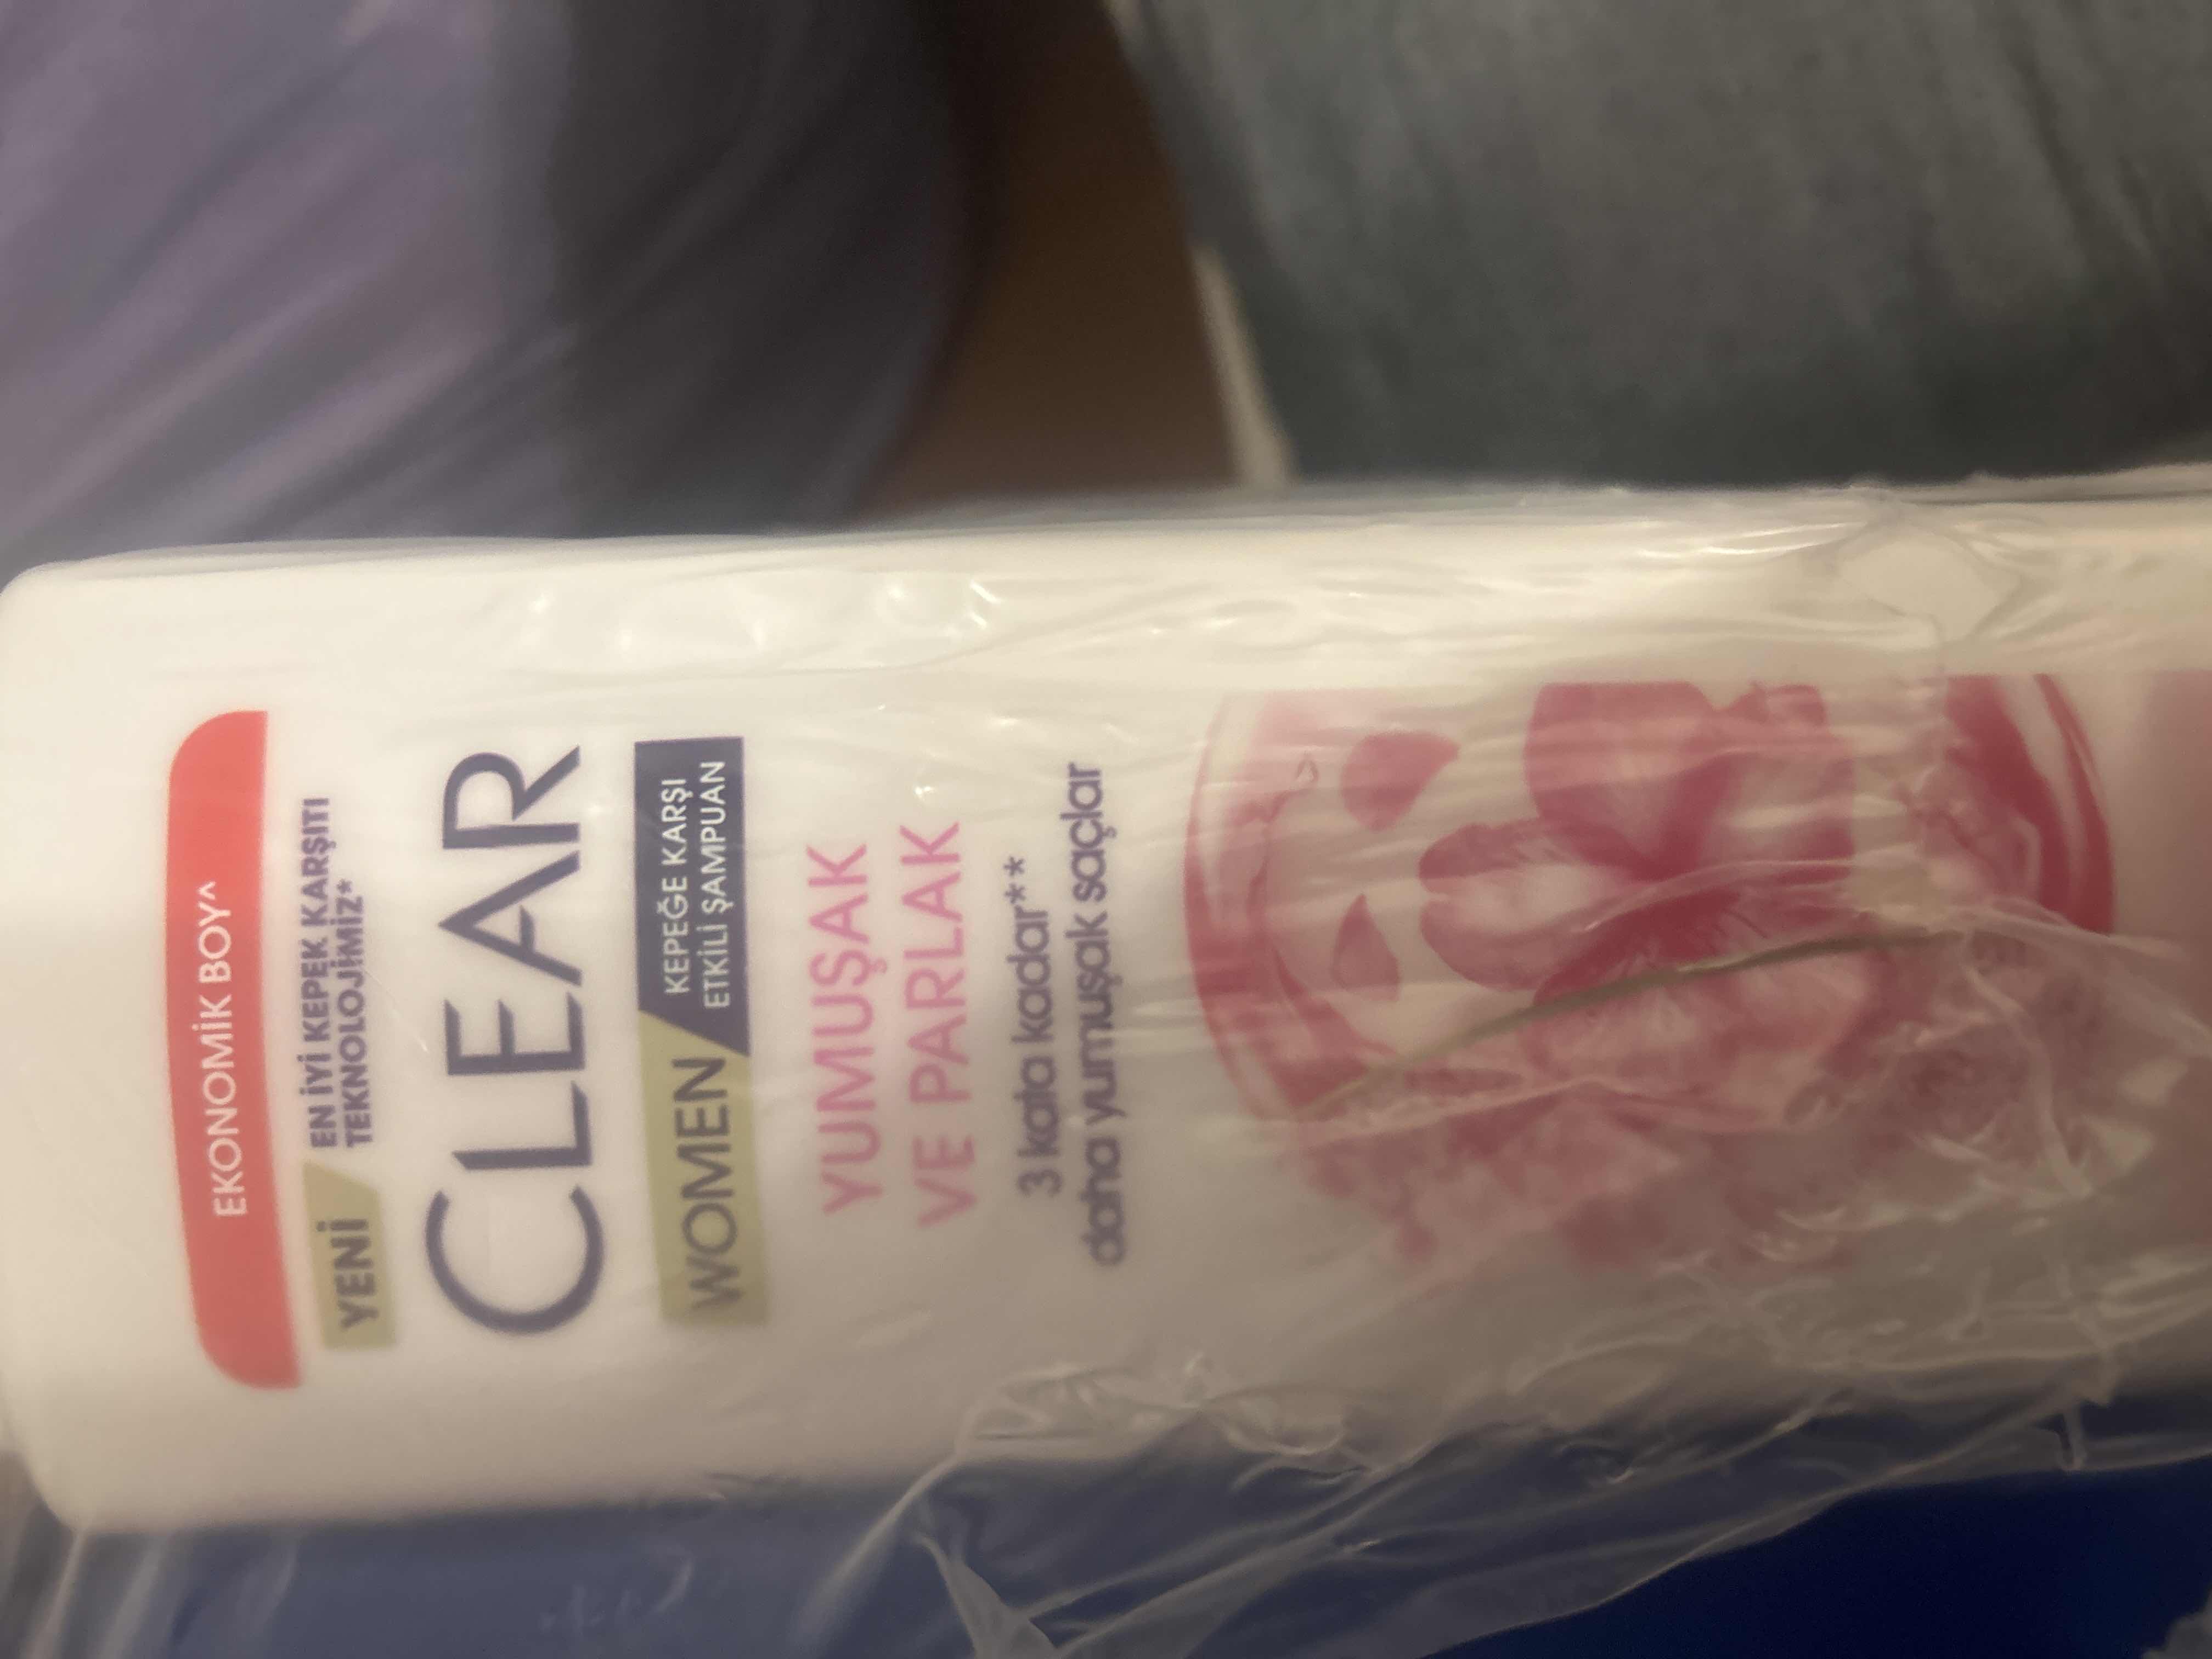 EKONOMİK BOY^
YENİ
EN İYİ KEPEK KARŞITI
TEKNOLOJİMİZ*
CLEAR
WOMEN
KEPEĞE KARŞI
ETKİLİ ŞAMPUAN
YUMUŞAK
VE PARLAK
3 kata kadar**
daha yumuşak saçlar